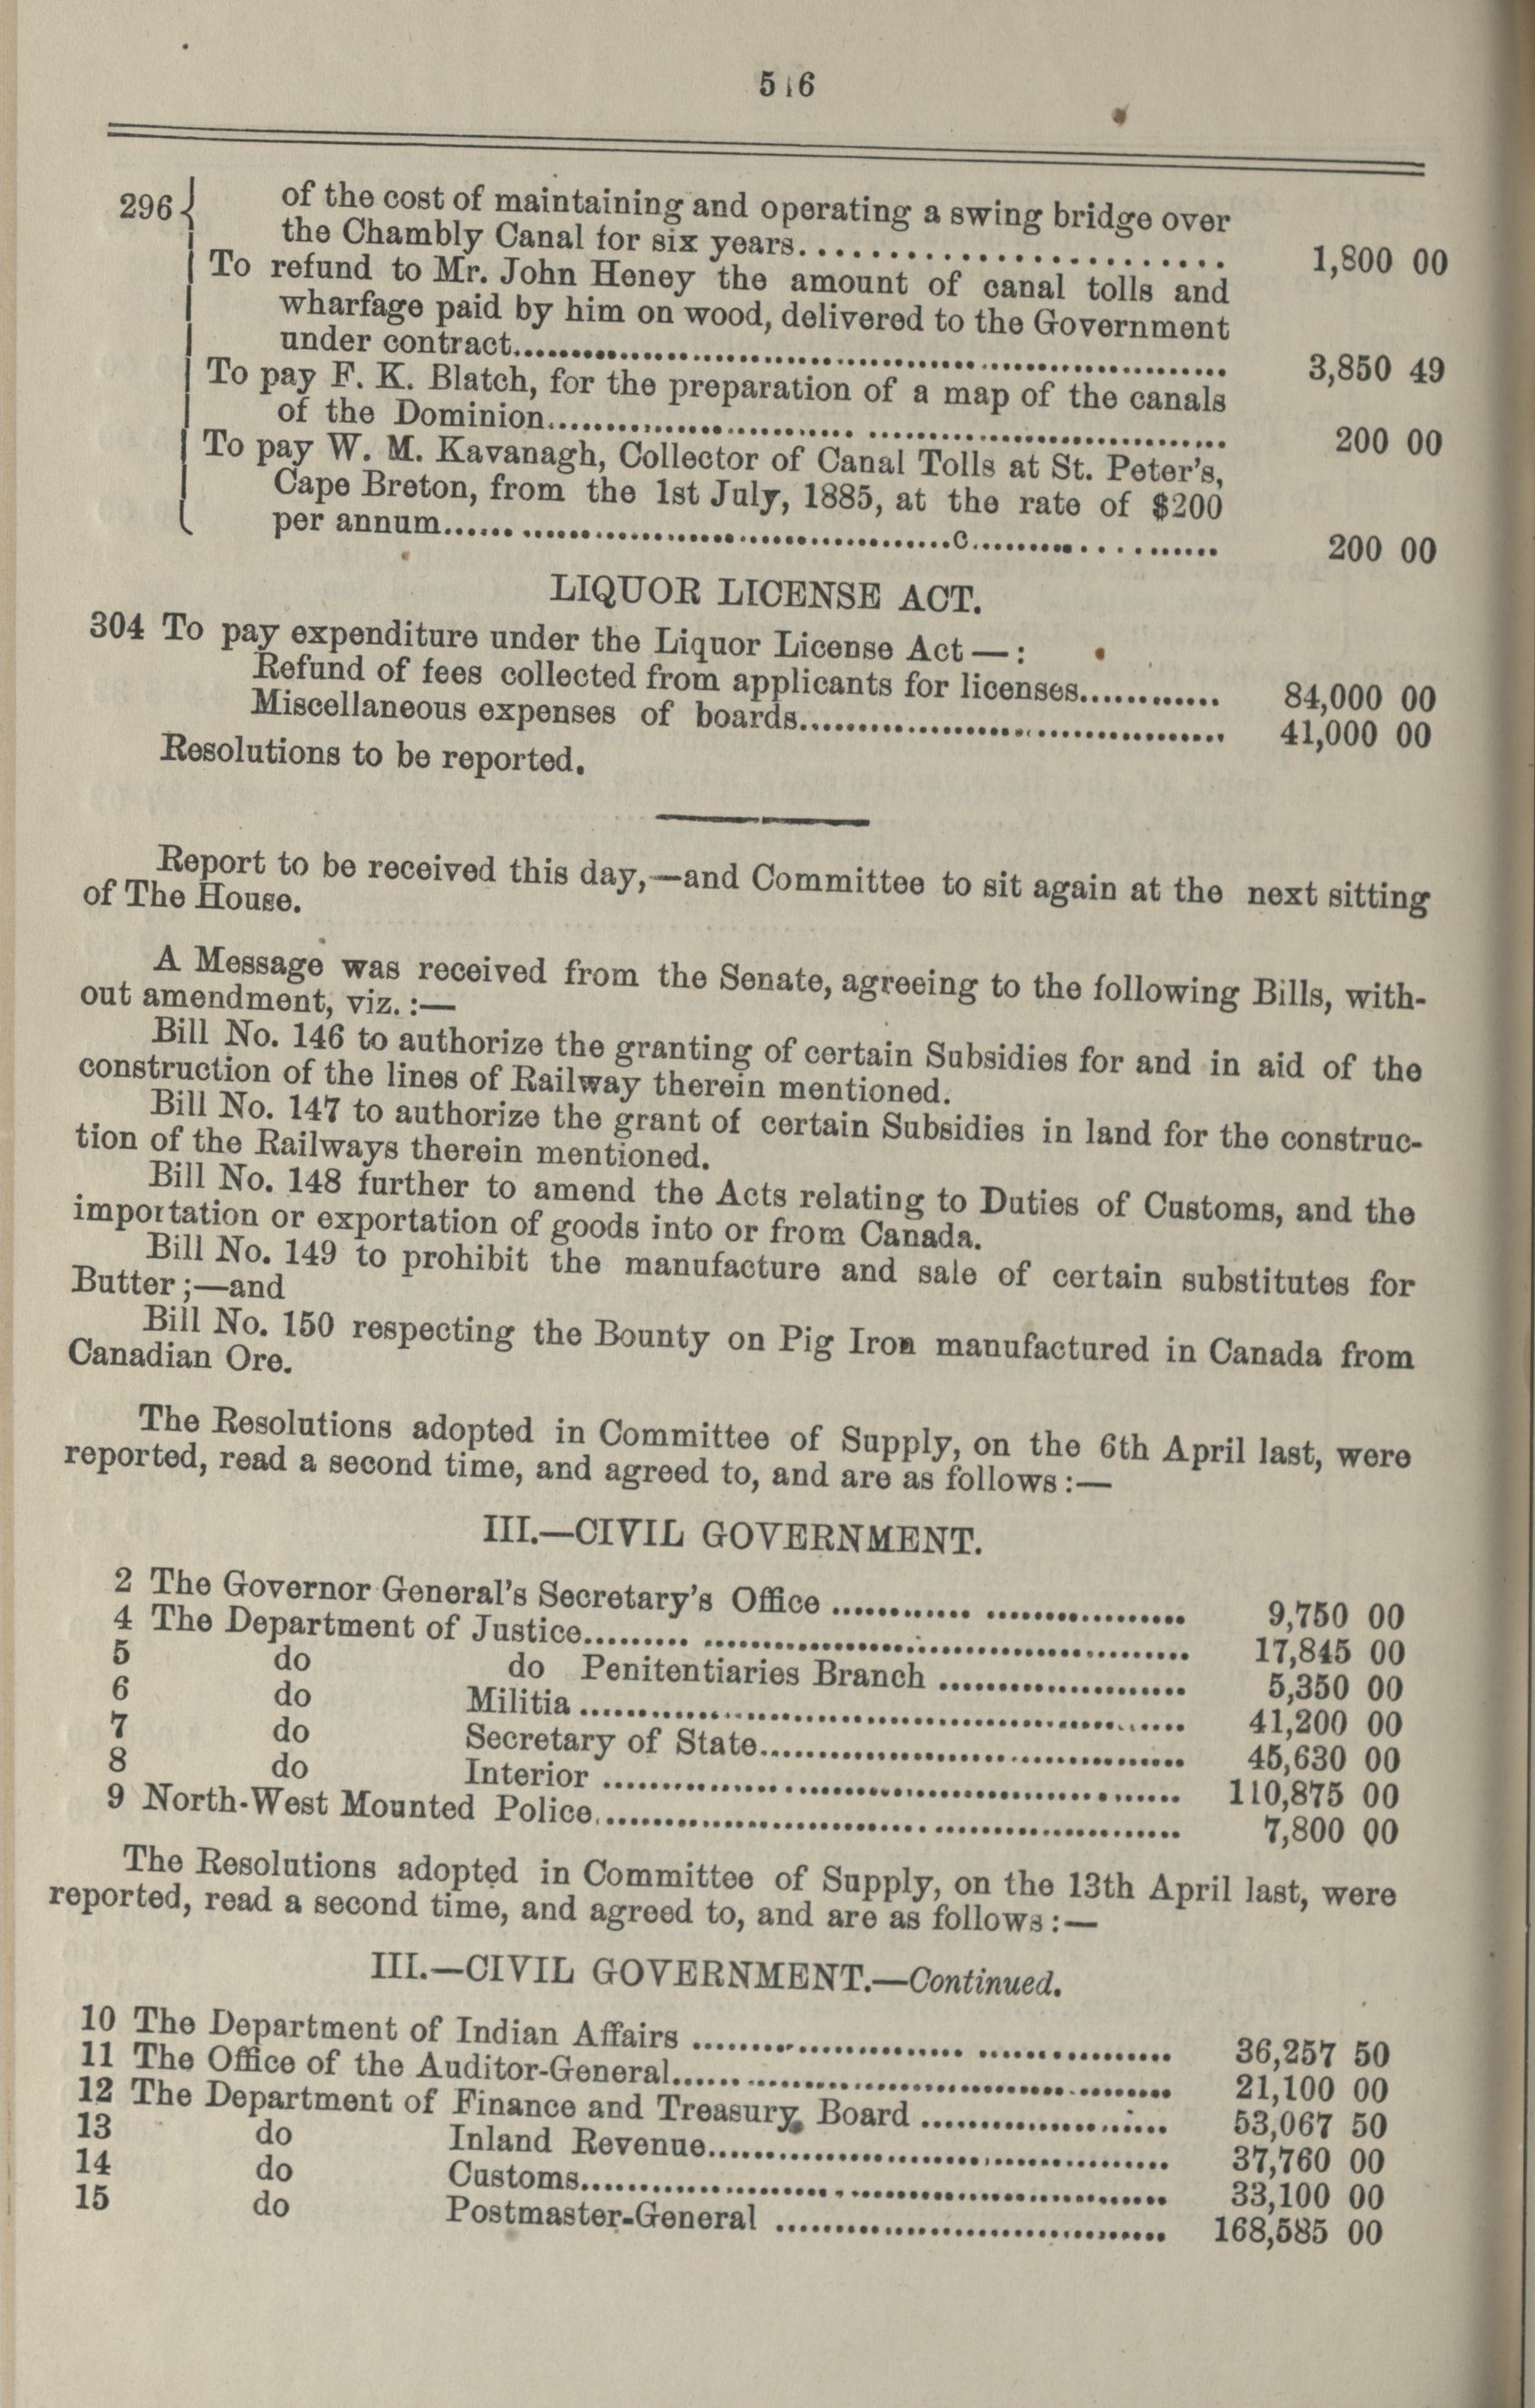 516
296 { of the cost of maintaining and operating a swing bridge over
the Chambly Canal for six years........................ 1,800 00
To refund to Mr. John Heney the amount of canal tolls and
wharfage paid by him on wood, delivered to the Government
under contract............................................................ 3,850 49
To pay F. K. Blatch, for the preparation of a map of the canals
of the Dominion.......................... .............................. 200 00
To pay W. M. Kavanagh, Collector of Canal Tolls at St. Peter's,
Cape Breton, from the 1st July, 1885, at the rate of $200
per annum...... ....................................c.................... 200 00
LIQUOR LICENSE ACT.
304 To pay expenditure under the Liquor License Act—:
Refund of fees collected from applicants for licenses............ 84,000 00
Miscellaneous expenses of boards.................................... 41,000 00
Resolutions to be reported.
Report to be received this day,—and Committee to sit again at the next sitting
of The House.
A Message was received from the Senate, agreeing to the following Bills, with-
out amendment, viz. :—
Bill No. 146 to authorize the granting of certain Subsidies for and in aid of the
construction of the lines of Railway therein mentioned.
Bill No. 147 to authorize the grant of certain Subsidies in land for the construc-
tion of the Railways therein mentioned.
Bill No. 148 further to amend the Acts relating to Duties of Customs, and the
importation or exportation of goods into or from Canada.
Bill No. 149 to prohibit the manufacture and sale of certain substitutes for
Butter ;—and
Bill No. 150 respecting the Bounty on Pig Iron manufactured in Canada from
Canadian Ore.
The Resolutions adopted in Committee of Supply, on the 6th April last, were
reported, read a second time, and agreed to, and are as follows :—
III.—CIVIL GOVERNMENT.
2 The Governor General's Secretary's Office ............ ................. 9,750 00
4 The Department of Justice......... ......................................... 17,845 00
5 do do Penitentiaries Branch ..................... 5,350 00
6 do Militia ................................................... 41,200 00
7 do Secretary of State.................................... 45,630 00
8 do Interior ................................................. 110,875 00
9 North-West Mounted Police................................................. 7,800 00
The Resolutions adopted in Committee of Supply, on the 13th April last, were
reported, read a second time, and agreed to, and are as follows :—
III.—CIVIL GOVERNMENT.—Continued.
10 The Department of Indian Affairs ....................... ................ 36,257 50
11 The Office of the Auditor-General.......................................... 21,100 00
12 The Department of Finance and Treasury Board ..................... 53,067 50
13 do Inland Revenue....................................... 37,760 00
14 do Customs.................................................. 33,100 00
15 do Postmaster-General ................................. 168,585 00